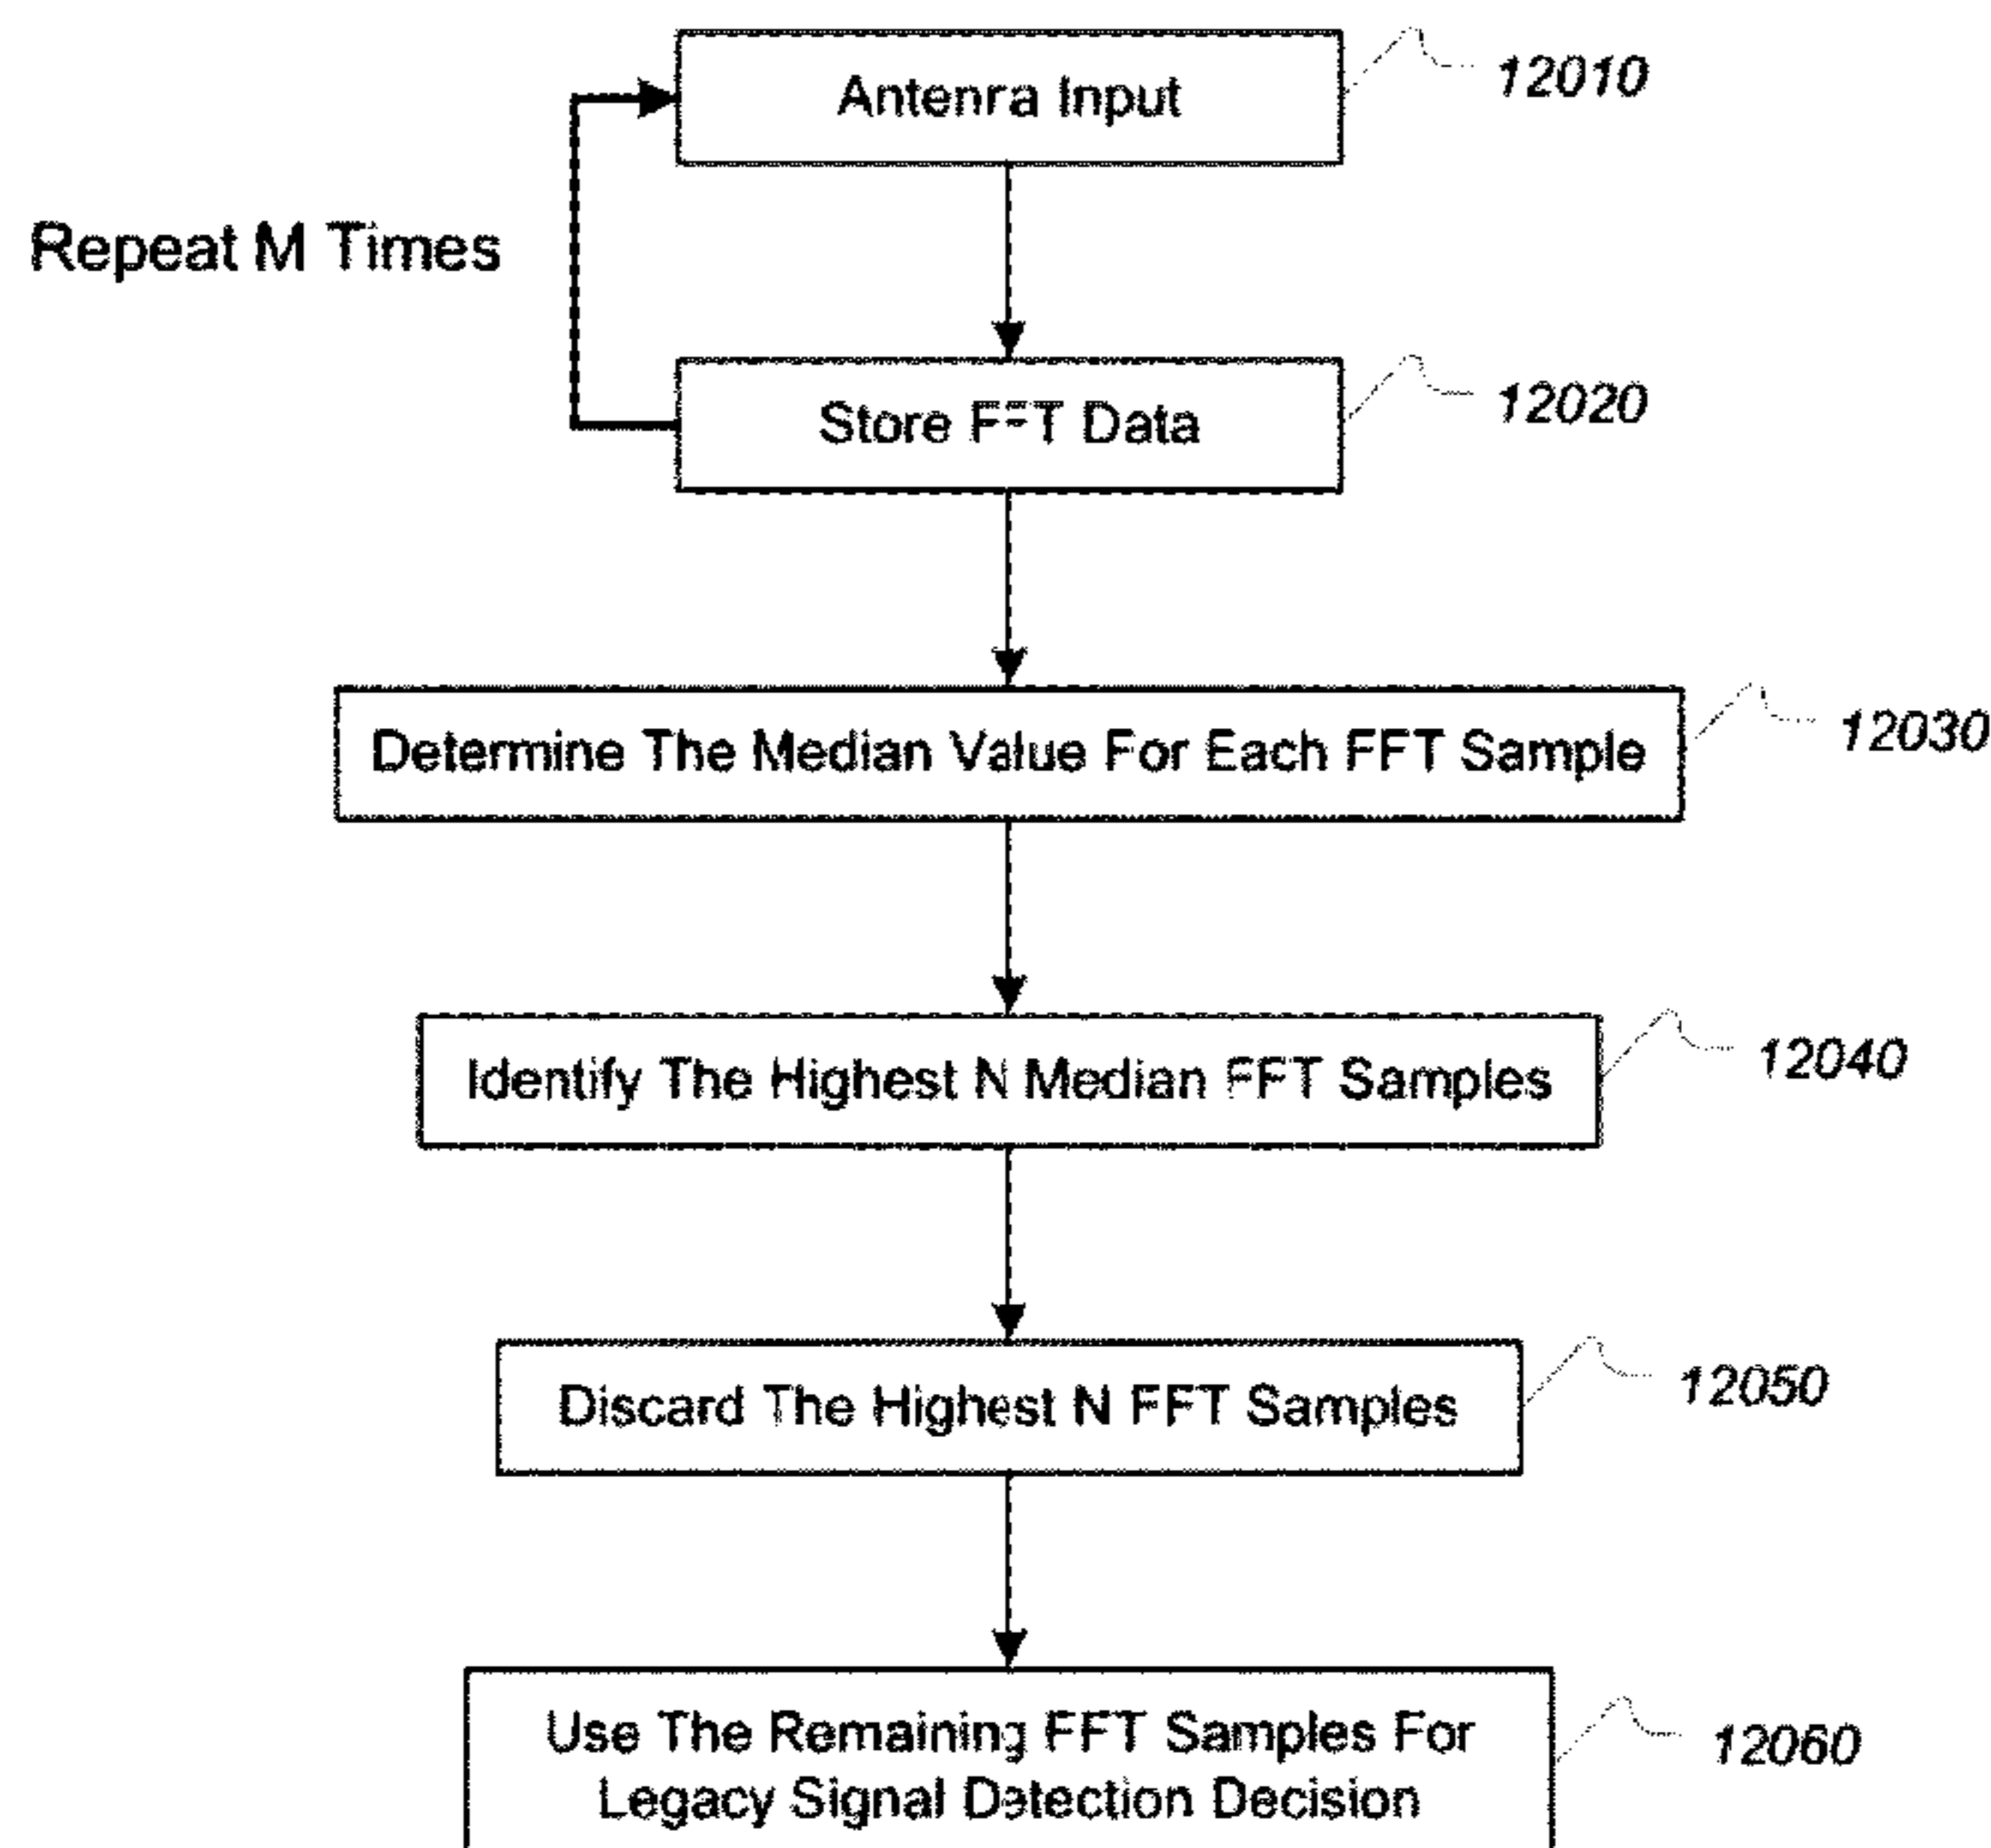 Antenna Input
12010
Repeat M Times
Store FFT Data
12020
Determine The Median Value For Each FFT Sample
12030
Identify The Highest N Median FFT Samples
12040
Discard The Highest N FFT Samples
12050
Use The Remaining FFT Samples For
Legacy Signal Detection Decision
12060